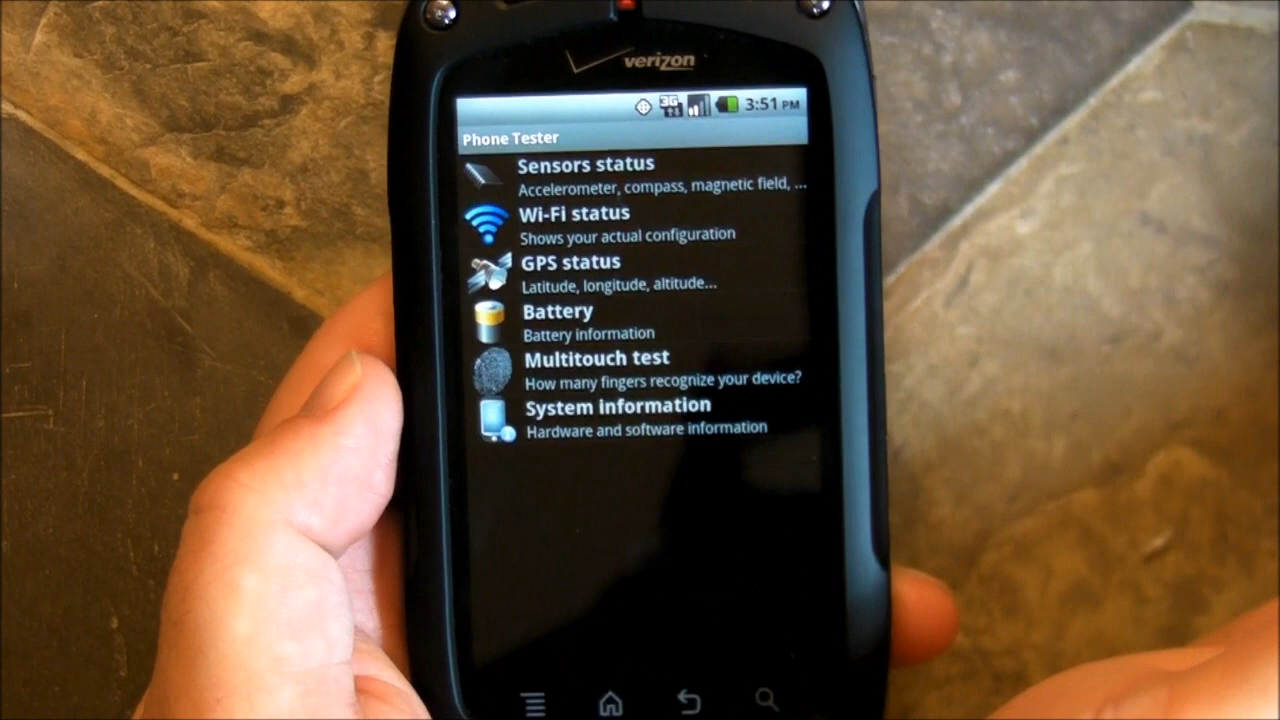 verizon
3G 3:51 PM
Phone Tester
Sensors status
Accelerometer, compass, magnetic field, ...
Wi-Fi status
Shows your actual configuration
GPS status
Latitude, longitude, altitude...
Battery
Battery information
Multitouch test
How many fingers recognize your device?
System information
Hardware and software information